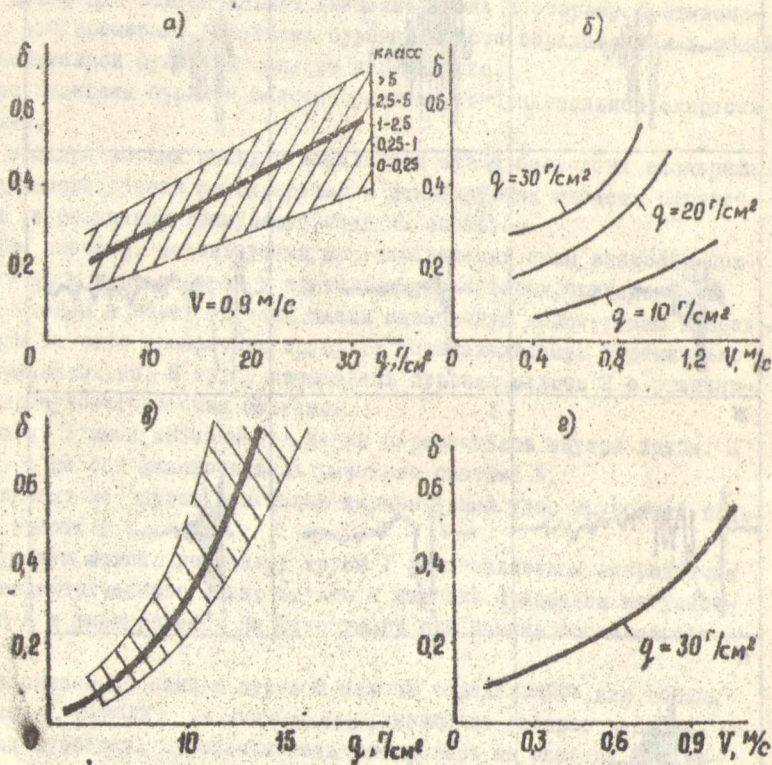 а)
δ
0,6
0,4
0,2
0
10
20
30
q, г/см²
класс
>5
2,5-5
1-2,5
0,25-1
0-0,25
V=0,9 м/с
б)
δ
0,6
0,4
0,2
0
0,4
0,8
1,2
V, м/с
q=30 г/см²
q=20 г/см²
q=10 г/см²
в)
δ
0,6
0,4
0,2
0
10
15
q, г/см²
г)
δ
0,6
0,4
0,2
0
0,3
0,6
0,9
V, м/с
q=30 г/см²